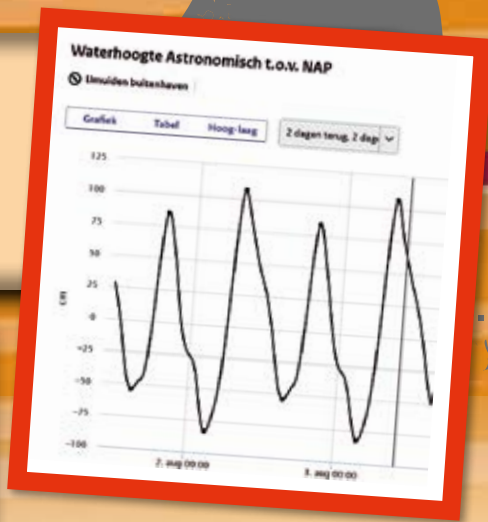 Waterhoogte Astronomisch t.o.v. NAP
IJmuiden buitenhaven
Grafiek Tabel Hoog-laag
2 dagen terug, 2 dage
125
100
75
50
25
0
-25
-50
-75
-100
cm
2. aug 00:00
3. aug 00:00